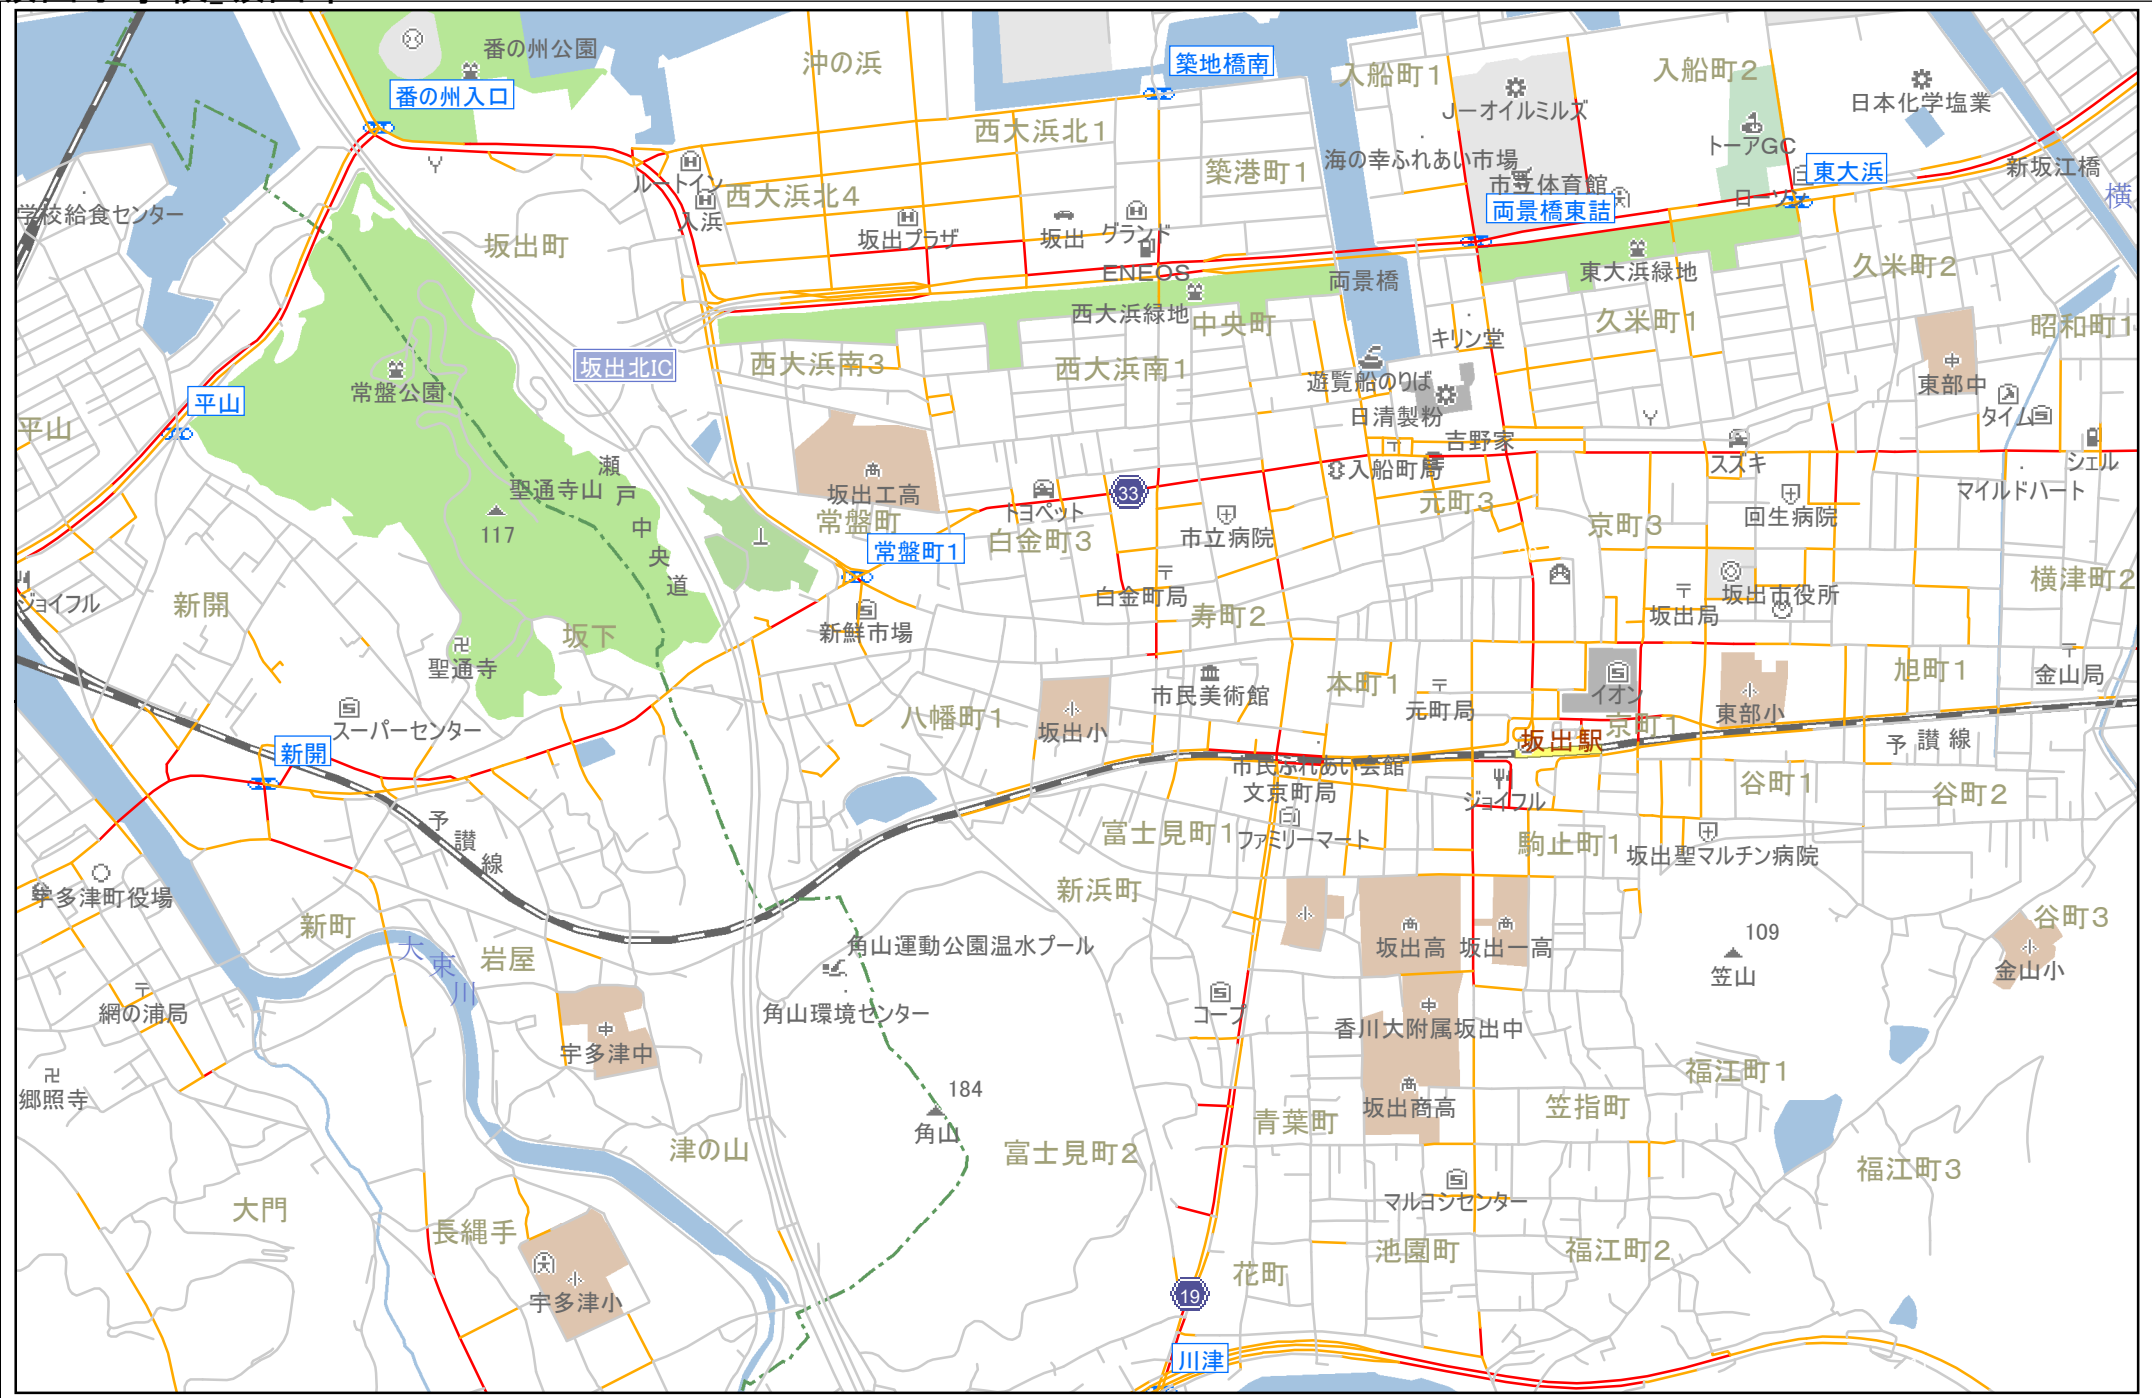 番の州公園
沖の浜
築地橋南
入船町1
入船町2
番の州入口
Jーオイルミルズ
日本化学塩業
西大浜北1
トーアGC
海の幸ふれあい市場
築港町1
東大浜
新坂江橋
ルートイン
西大浜北4
市立体育館
ローソン
横
学校給食センター
入浜
両景橋東詰
坂出町
坂出プラザ
坂出
グランド
ENEOS
両景橋
東大浜緑地
久米町2
西大浜緑地
中央町
久米町1
昭和町1
キリン堂
坂出北IC
西大浜南3
西大浜南1
常盤公園
遊覧船のりば
東部中
平山
日清製粉
タイム
平山
吉野家
瀬戸中央道
聖通寺山
117
坂出工高
入船町局
スズキ
シェル
33
マイルドハート
常盤町
トヨペット
元町3
回生病院
京町3
常盤町1
白金町3
市立病院
ジョイフル
新開
白金町局
坂出局
坂出市役所
横津町2
坂下
新鮮市場
寿町2
聖通寺
市民美術館
本町1
イオン
旭町1
金山局
スーパーセンター
八幡町1
坂出小
元町局
東部小
京町1
坂出駅
予讃線
新開
市民ふれあい会館
文京町局
ジョイフル
谷町1
谷町2
予讃線
富士見町1
ファミリーマート
駒止町1
坂出聖マルチン病院
宇多津町役場
新浜町
新町
谷町3
大東川
岩屋
角山運動公園温水プール
坂出高
坂出一高
109
笠山
金山小
網の浦局
角山環境センター
コープ
香川大附属坂出中
宇多津中
福江町1
郷照寺
184
角山
青葉町
坂出商高
笠指町
津の山
富士見町2
福江町3
マルヨシセンター
大門
長縄手
池園町
福江町2
花町
宇多津小
19
川津